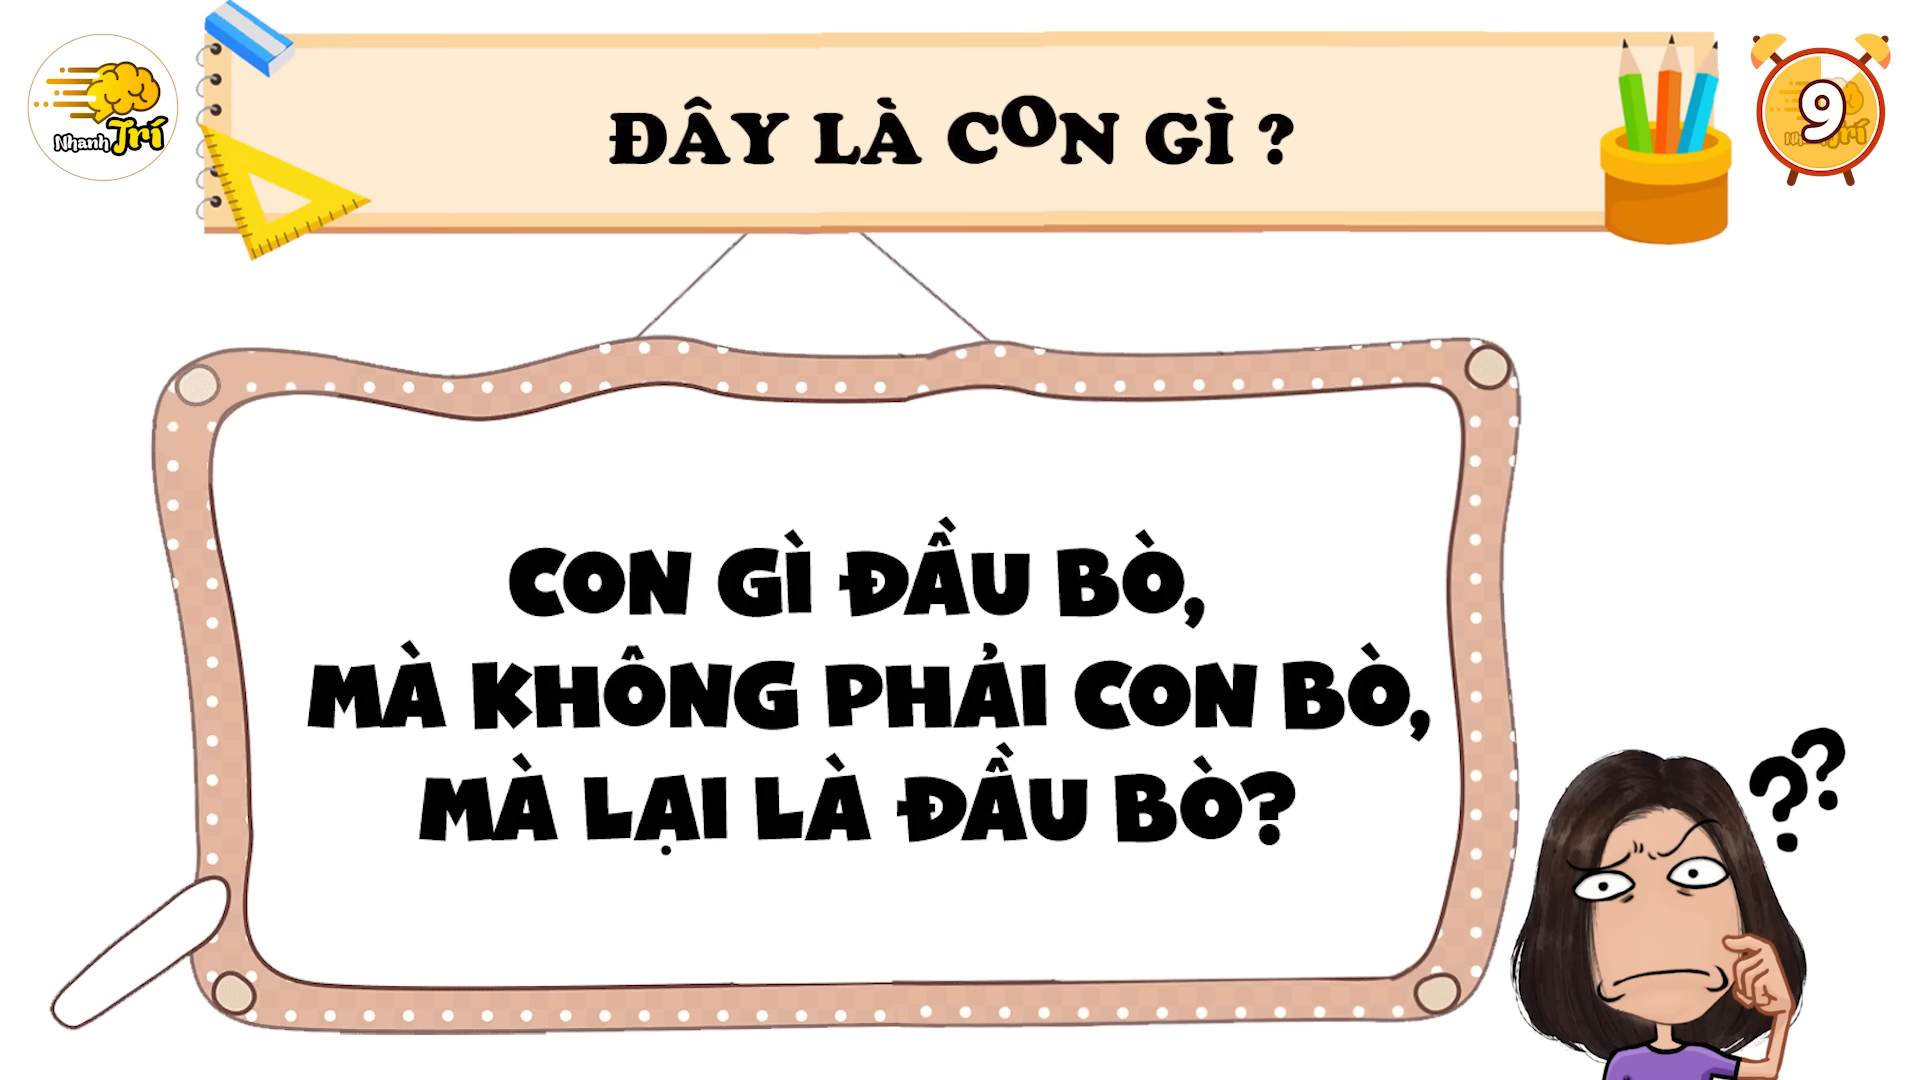 Nhanh Trí
ĐÂY LÀ CON GÌ ?
9
CON GÌ ĐẦU BÒ,
MÀ KHÔNG PHẢI CON BÒ,
MÀ LẠI LÀ ĐẦU BÒ?
??